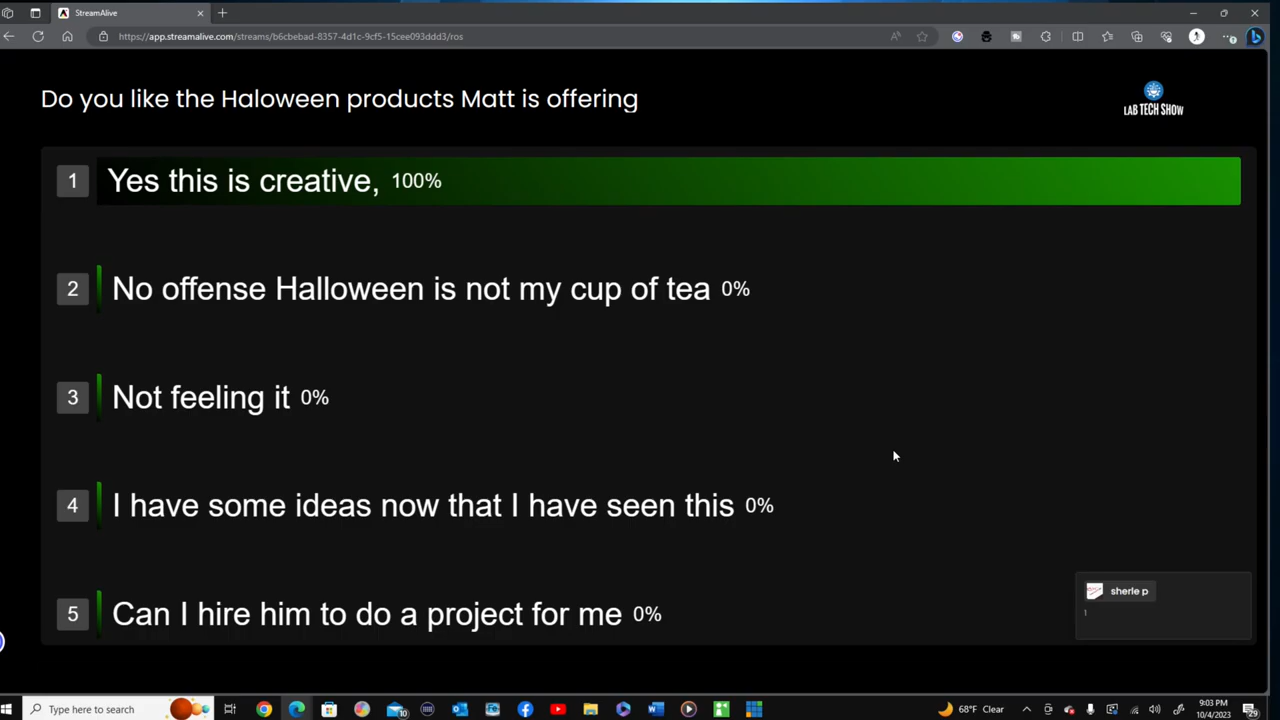 StreamAlive
https://app.streamalive.com/streams/b6cbebad-8357-4d1c-9cf5-15cee093ddd3/ros
Do you like the Haloween products Matt is offering
LAB TECH SHOW
1 Yes this is creative, 100%
2 No offense Halloween is not my cup of tea 0%
3 Not feeling it 0%
4 I have some ideas now that I have seen this 0%
sherle p
1
5 Can I hire him to do a project for me 0%
Type here to search
10
68°F Clear
9:03 PM
10/4/2023
29